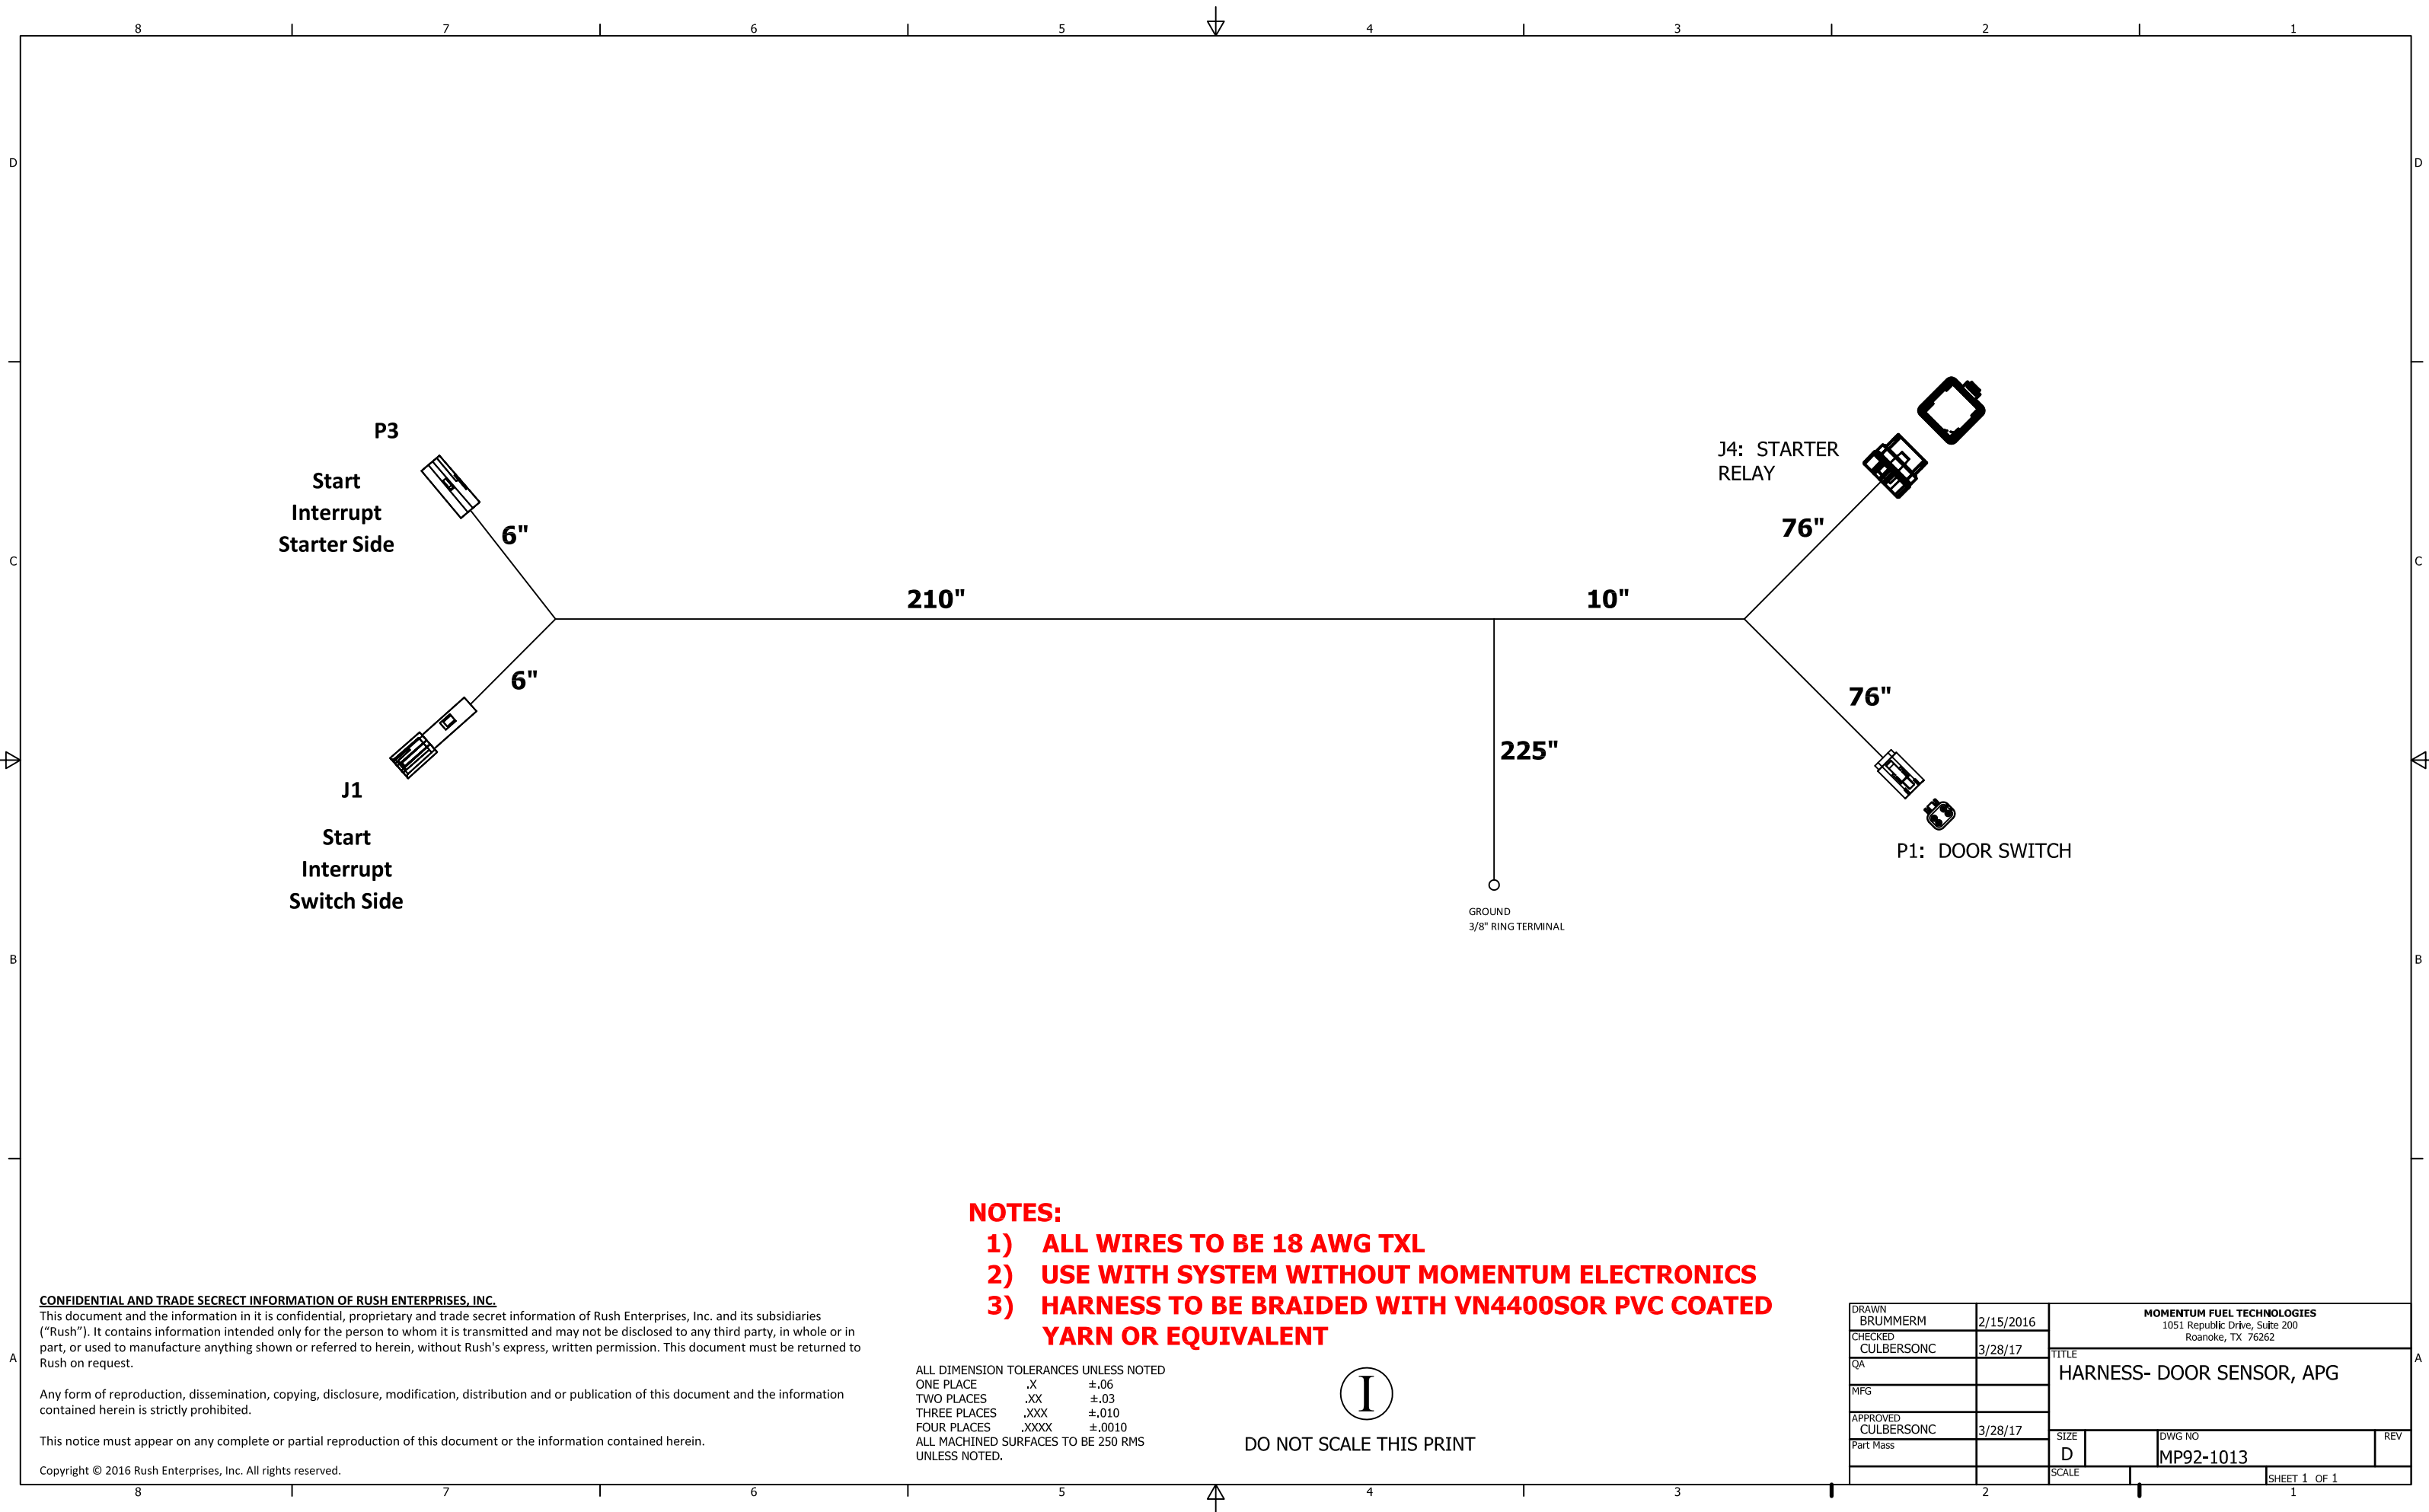 8 7 6 5 4 3 2 1
D D
P3
Start
Interrupt
Starter Side
6"
J4: STARTER
RELAY
76"
C C
210"
10"
6"
76"
225"
J1
Start
Interrupt
Switch Side
P1: DOOR SWITCH
GROUND
3/8" RING TERMINAL
B B
NOTES:
1) ALL WIRES TO BE 18 AWG TXL
2) USE WITH SYSTEM WITHOUT MOMENTUM ELECTRONICS
3) HARNESS TO BE BRAIDED WITH VN4400SOR PVC COATED
YARN OR EQUIVALENT
CONFIDENTIAL AND TRADE SECRECT INFORMATION OF RUSH ENTERPRISES, INC.
This document and the information in it is confidential, proprietary and trade secret information of Rush Enterprises, Inc. and its subsidiaries
(“Rush”). It contains information intended only for the person to whom it is transmitted and may not be disclosed to any third party, in whole or in
part, or used to manufacture anything shown or referred to herein, without Rush's express, written permission. This document must be returned to
Rush on request.
Any form of reproduction, dissemination, copying, disclosure, modification, distribution and or publication of this document and the information
contained herein is strictly prohibited.
This notice must appear on any complete or partial reproduction of this document or the information contained herein.
Copyright © 2016 Rush Enterprises, Inc. All rights reserved.
ALL DIMENSION TOLERANCES UNLESS NOTED
ONE PLACE .X ±.06
TWO PLACES .XX ±.03
THREE PLACES .XXX ±.010
FOUR PLACES .XXXX ±.0010
ALL MACHINED SURFACES TO BE 250 RMS
UNLESS NOTED.
I
DO NOT SCALE THIS PRINT
A A
DRAWN
BRUMMERM 2/15/2016
CHECKED
CULBERSONC 3/28/17
QA
MFG
APPROVED
CULBERSONC 3/28/17
Part Mass
MOMENTUM FUEL TECHNOLOGIES
1051 Republic Drive, Suite 200
Roanoke, TX 76262
TITLE
HARNESS- DOOR SENSOR, APG
SIZE
D
DWG NO
MP92-1013
REV
SCALE
SHEET 1 OF 1
8 7 6 5 4 3 2 1